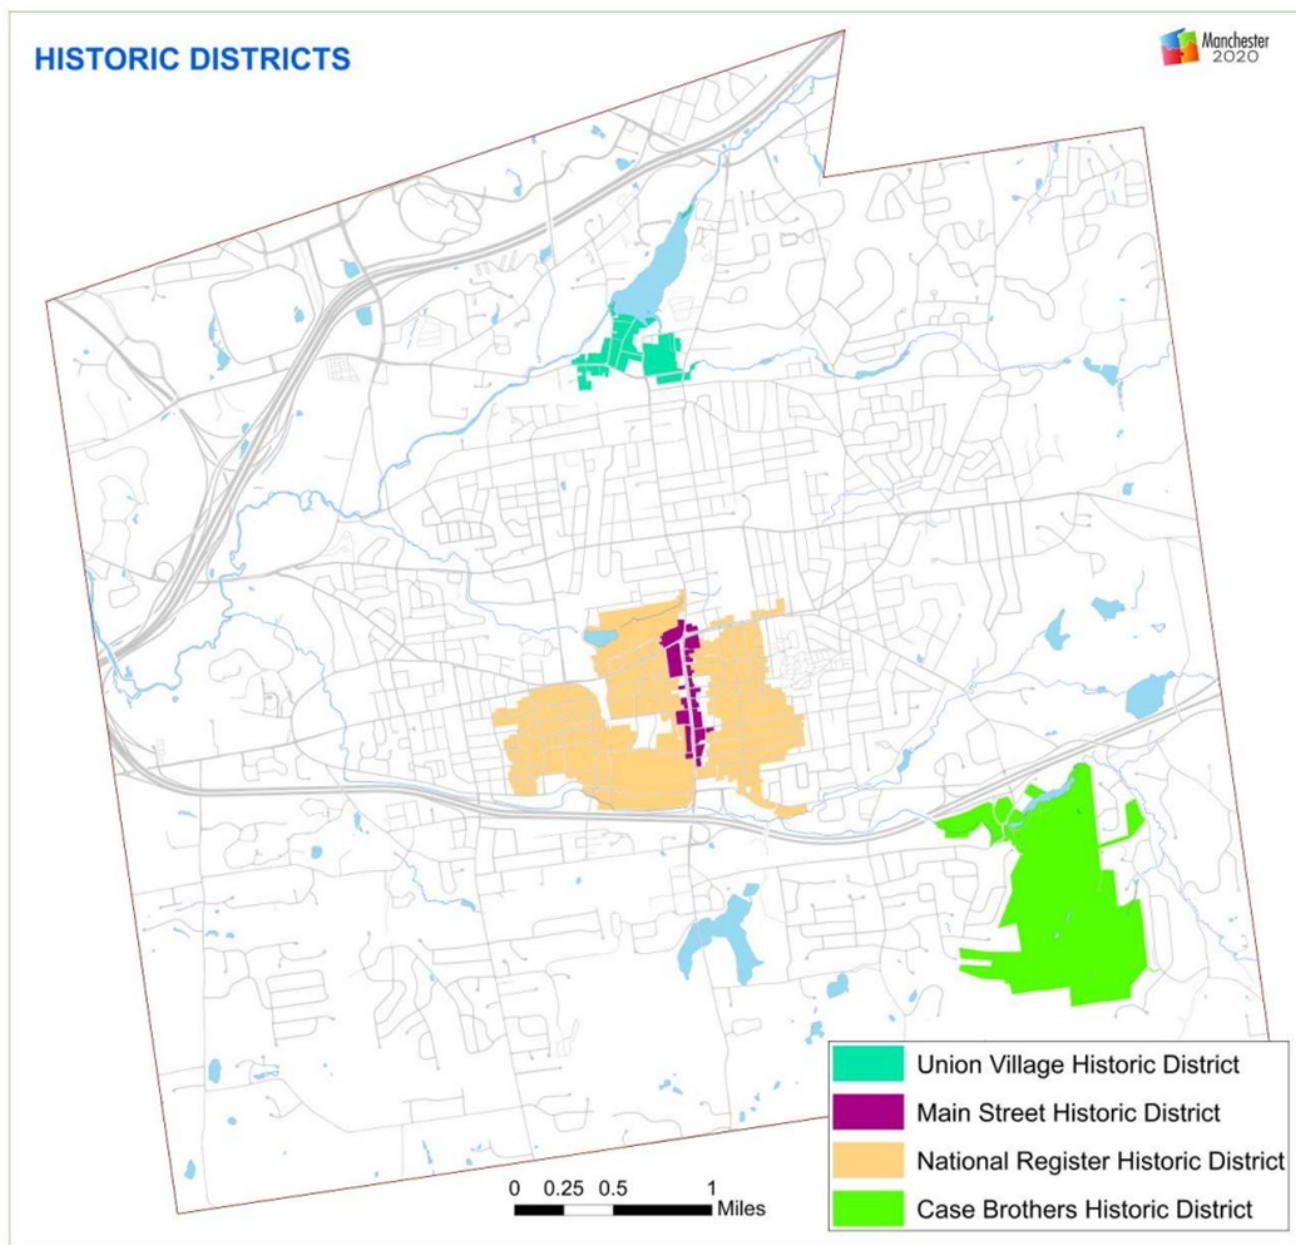 HISTORIC DISTRICTS
Manchester
2020
Union Village Historic District
Main Street Historic District
National Register Historic District
Case Brothers Historic District
0 0.25 0.5 1
Miles